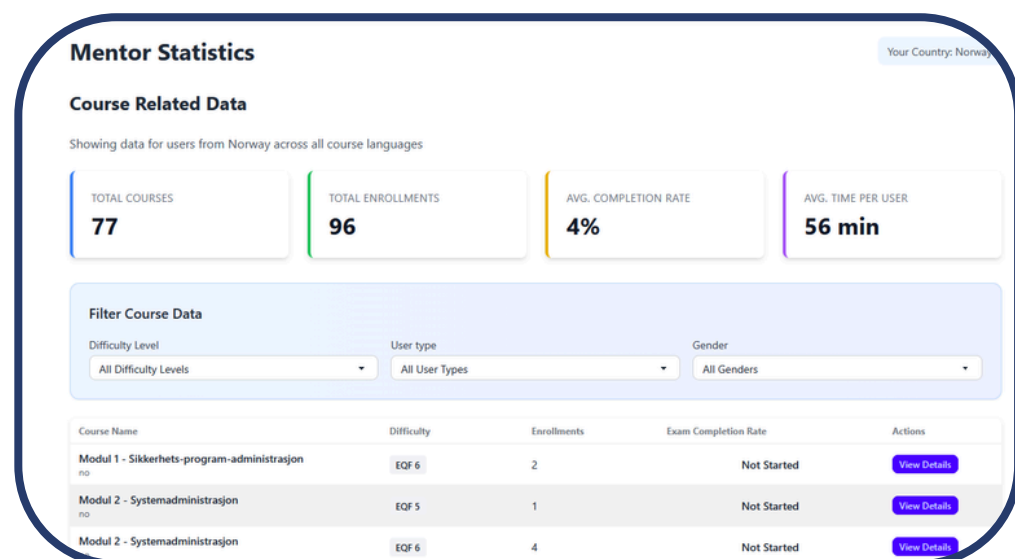 Mentor Statistics
Your Country: Norway
Course Related Data
Showing data for users from Norway across all course languages
TOTAL COURSES
77
TOTAL ENROLLMENTS
96
AVG. COMPLETION RATE
4%
AVG. TIME PER USER
56 min
Filter Course Data
Difficulty Level
User type
Gender
All Difficulty Levels
All User Types
All Genders
Course Name Difficulty Enrollments Exam Completion Rate Actions
Modul 1 - Sikkerhets-program-administrasjon
no
EQF 6 2 Not Started View Details
Modul 2 - Systemadministrasjon
no
EQF 5 1 Not Started View Details
Modul 2 - Systemadministrasjon
EQF 6 4 Not Started View Details